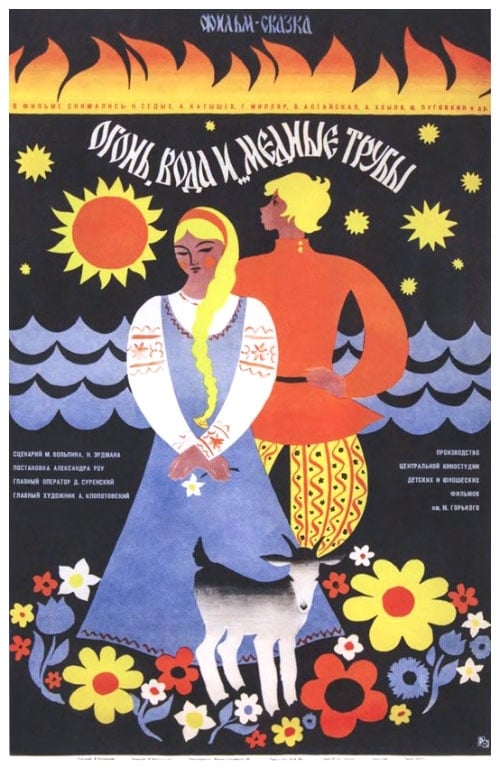 ФИЛЬМ-СКАЗКА
В ФИЛЬМЕ СНИМАЛИСЬ: Н. СЕДЫХ, А. КАТЫШЕВ, Г. МИЛЛЯР, В. АЛТАЙСКАЯ, А. ХВЫЛЯ, М. ПУГОВКИН И ДР.
ОГОНЬ, ВОДА И... МЕДНЫЕ ТРУБЫ
СЦЕНАРИЙ М. ВОЛЬПИНА, Н. ЭРДМАНА
ПОСТАНОВКА АЛЕКСАНДРА РОУ
ГЛАВНЫЙ ОПЕРАТОР Д. СУРЕНСКИЙ
ГЛАВНЫЙ ХУДОЖНИК А. КЛОПОТОВСКИЙ
ПРОИЗВОДСТВО
ЦЕНТРАЛЬНОЙ КИНОСТУДИИ
ДЕТСКИХ И ЮНОШЕСКИХ
ФИЛЬМОВ
им. М. ГОРЬКОГО